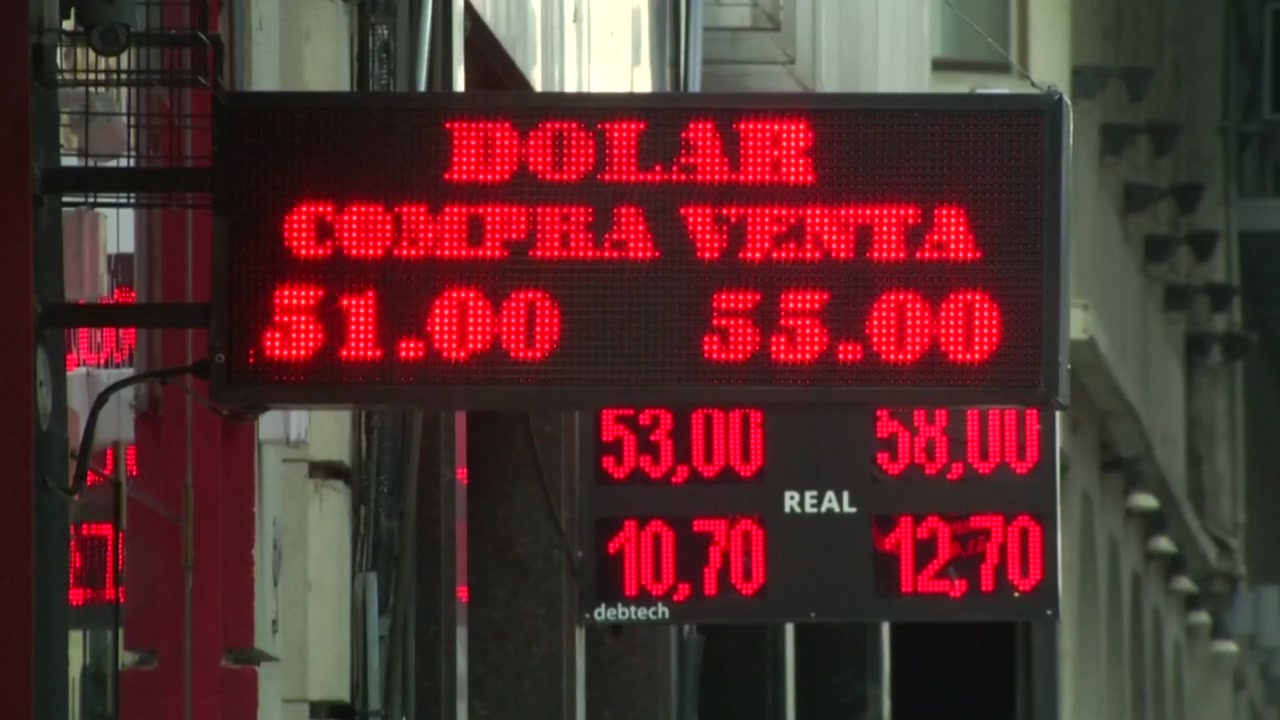 DOLAR
COMPRA VENTA
51.00 55.00
53,00 58,00
REAL
10,70 12,70
debtech